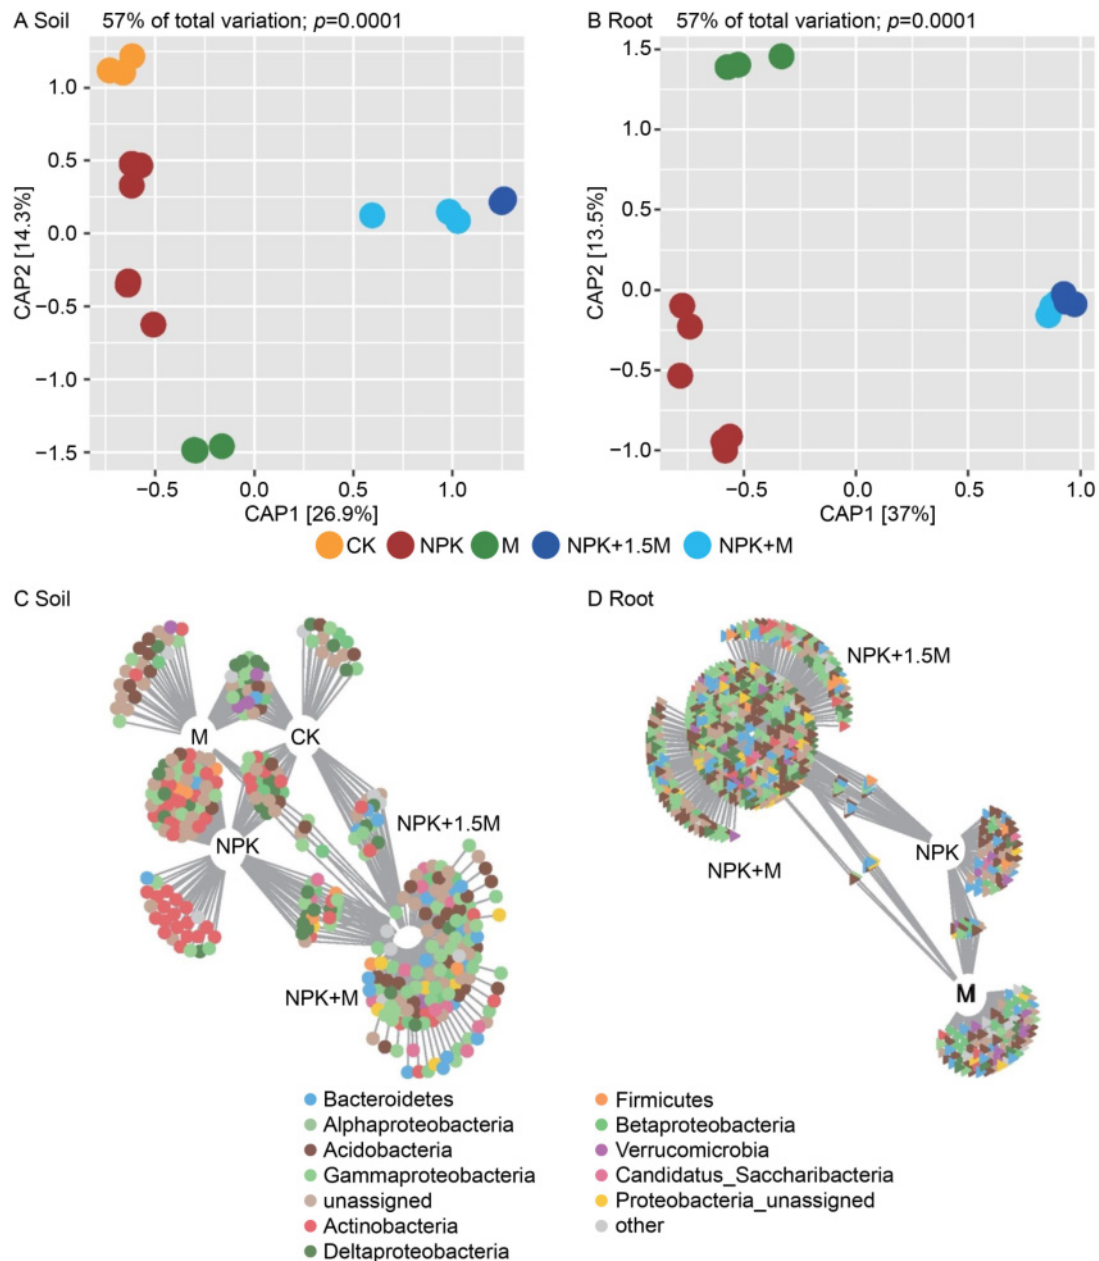 A Soil 57% of total variation; p=0.0001
B Root 57% of total variation; p=0.0001
1.0
0.5
0.0
−0.5
−1.0
−1.5
CAP2 [14.3%]
−0.5 0.0 0.5 1.0
CAP1 [26.9%]
1.5
1.0
0.5
0.0
−0.5
−1.0
CAP2 [13.5%]
−0.5 0.0 0.5 1.0
CAP1 [37%]
CK NPK M NPK+1.5M NPK+M
C Soil
M
CK
NPK
NPK+1.5M
NPK+M
D Root
NPK+1.5M
NPK+M
NPK
M
Bacteroidetes
Alphaproteobacteria
Acidobacteria
Gammaproteobacteria
unassigned
Actinobacteria
Deltaproteobacteria
Firmicutes
Betaproteobacteria
Verrucomicrobia
Candidatus_Saccharibacteria
Proteobacteria_unassigned
other